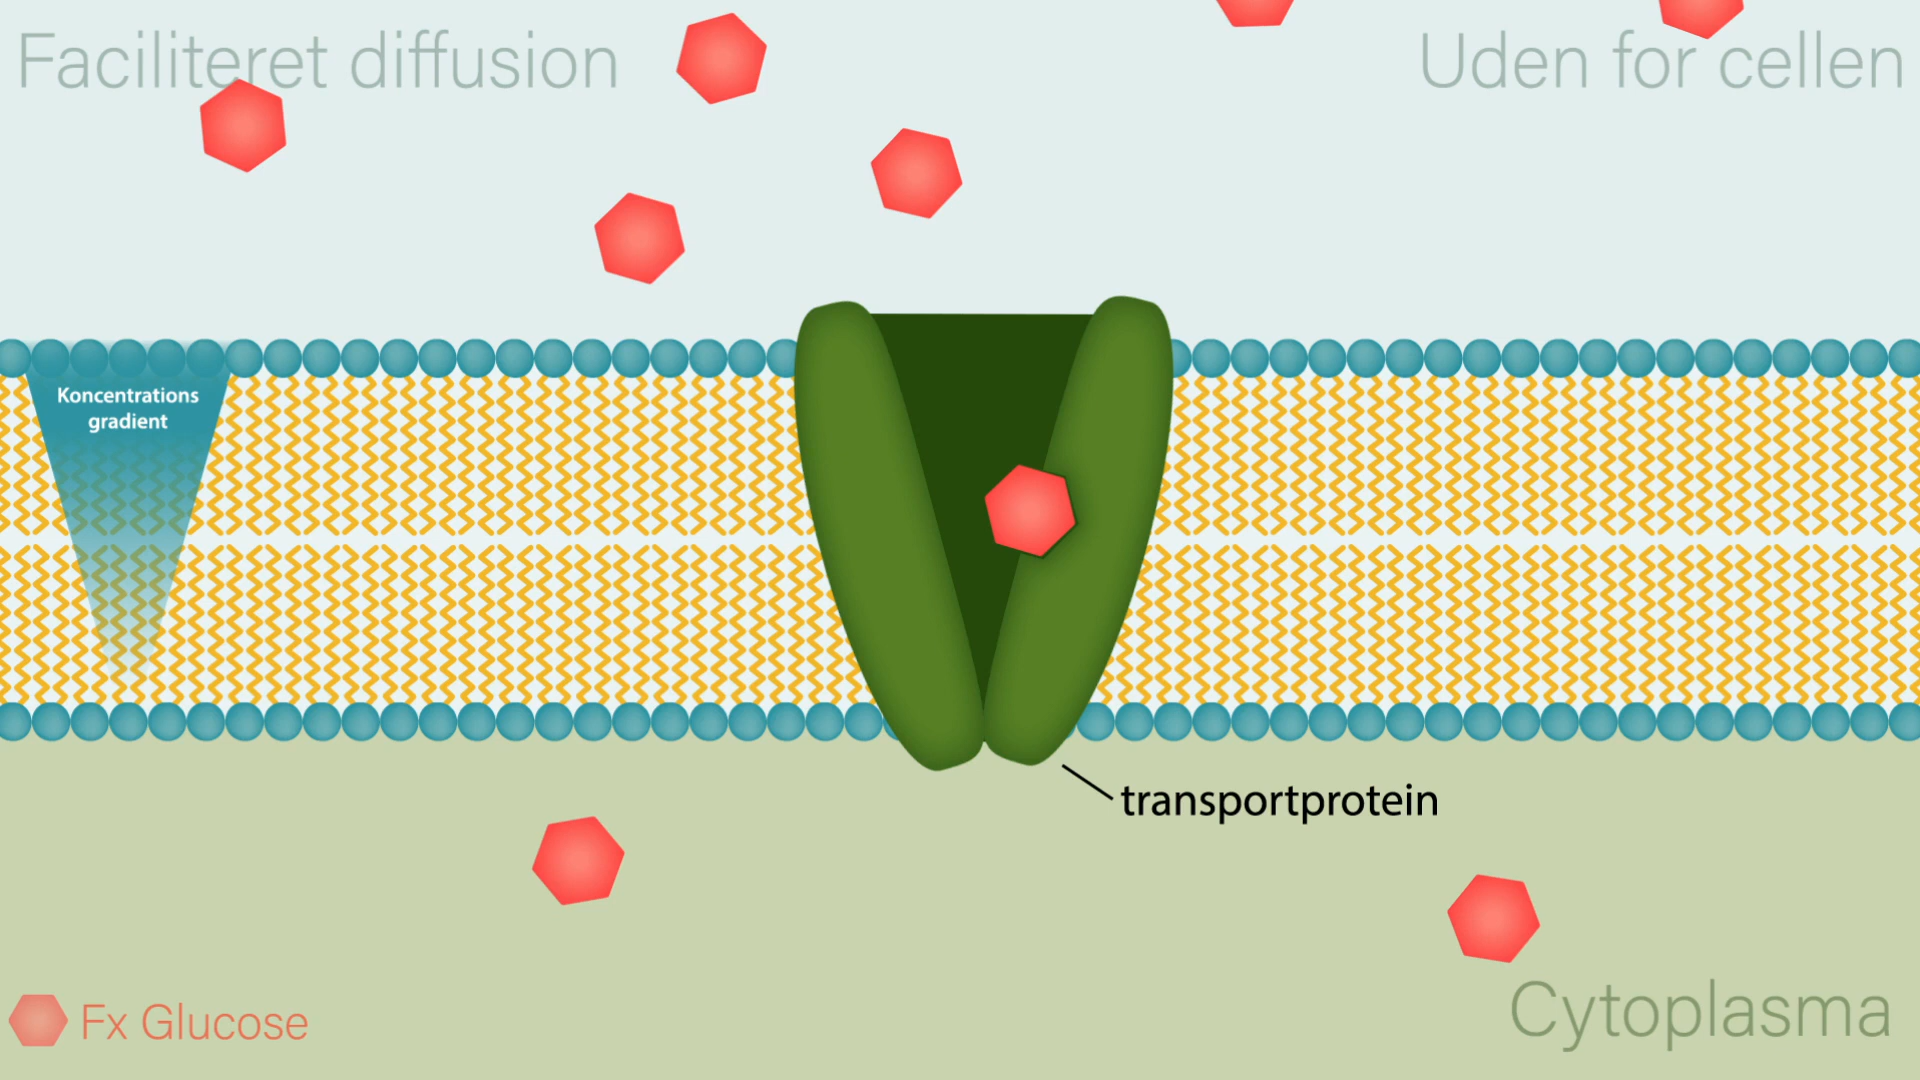 Faciliteret diffusion
Uden for cellen
Koncentrations
gradient
transportprotein
Fx Glucose
Cytoplasma